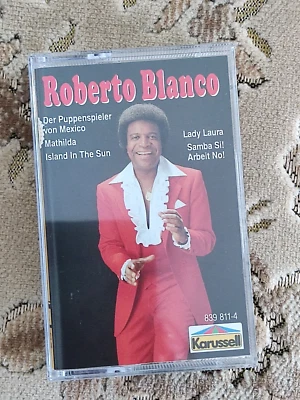 Roberto Blanco
Der Puppenspieler
von Mexico
Mathilda
Island In The Sun
Lady Laura
Samba Si!
Arbeit No!
839 811-4
Karussell